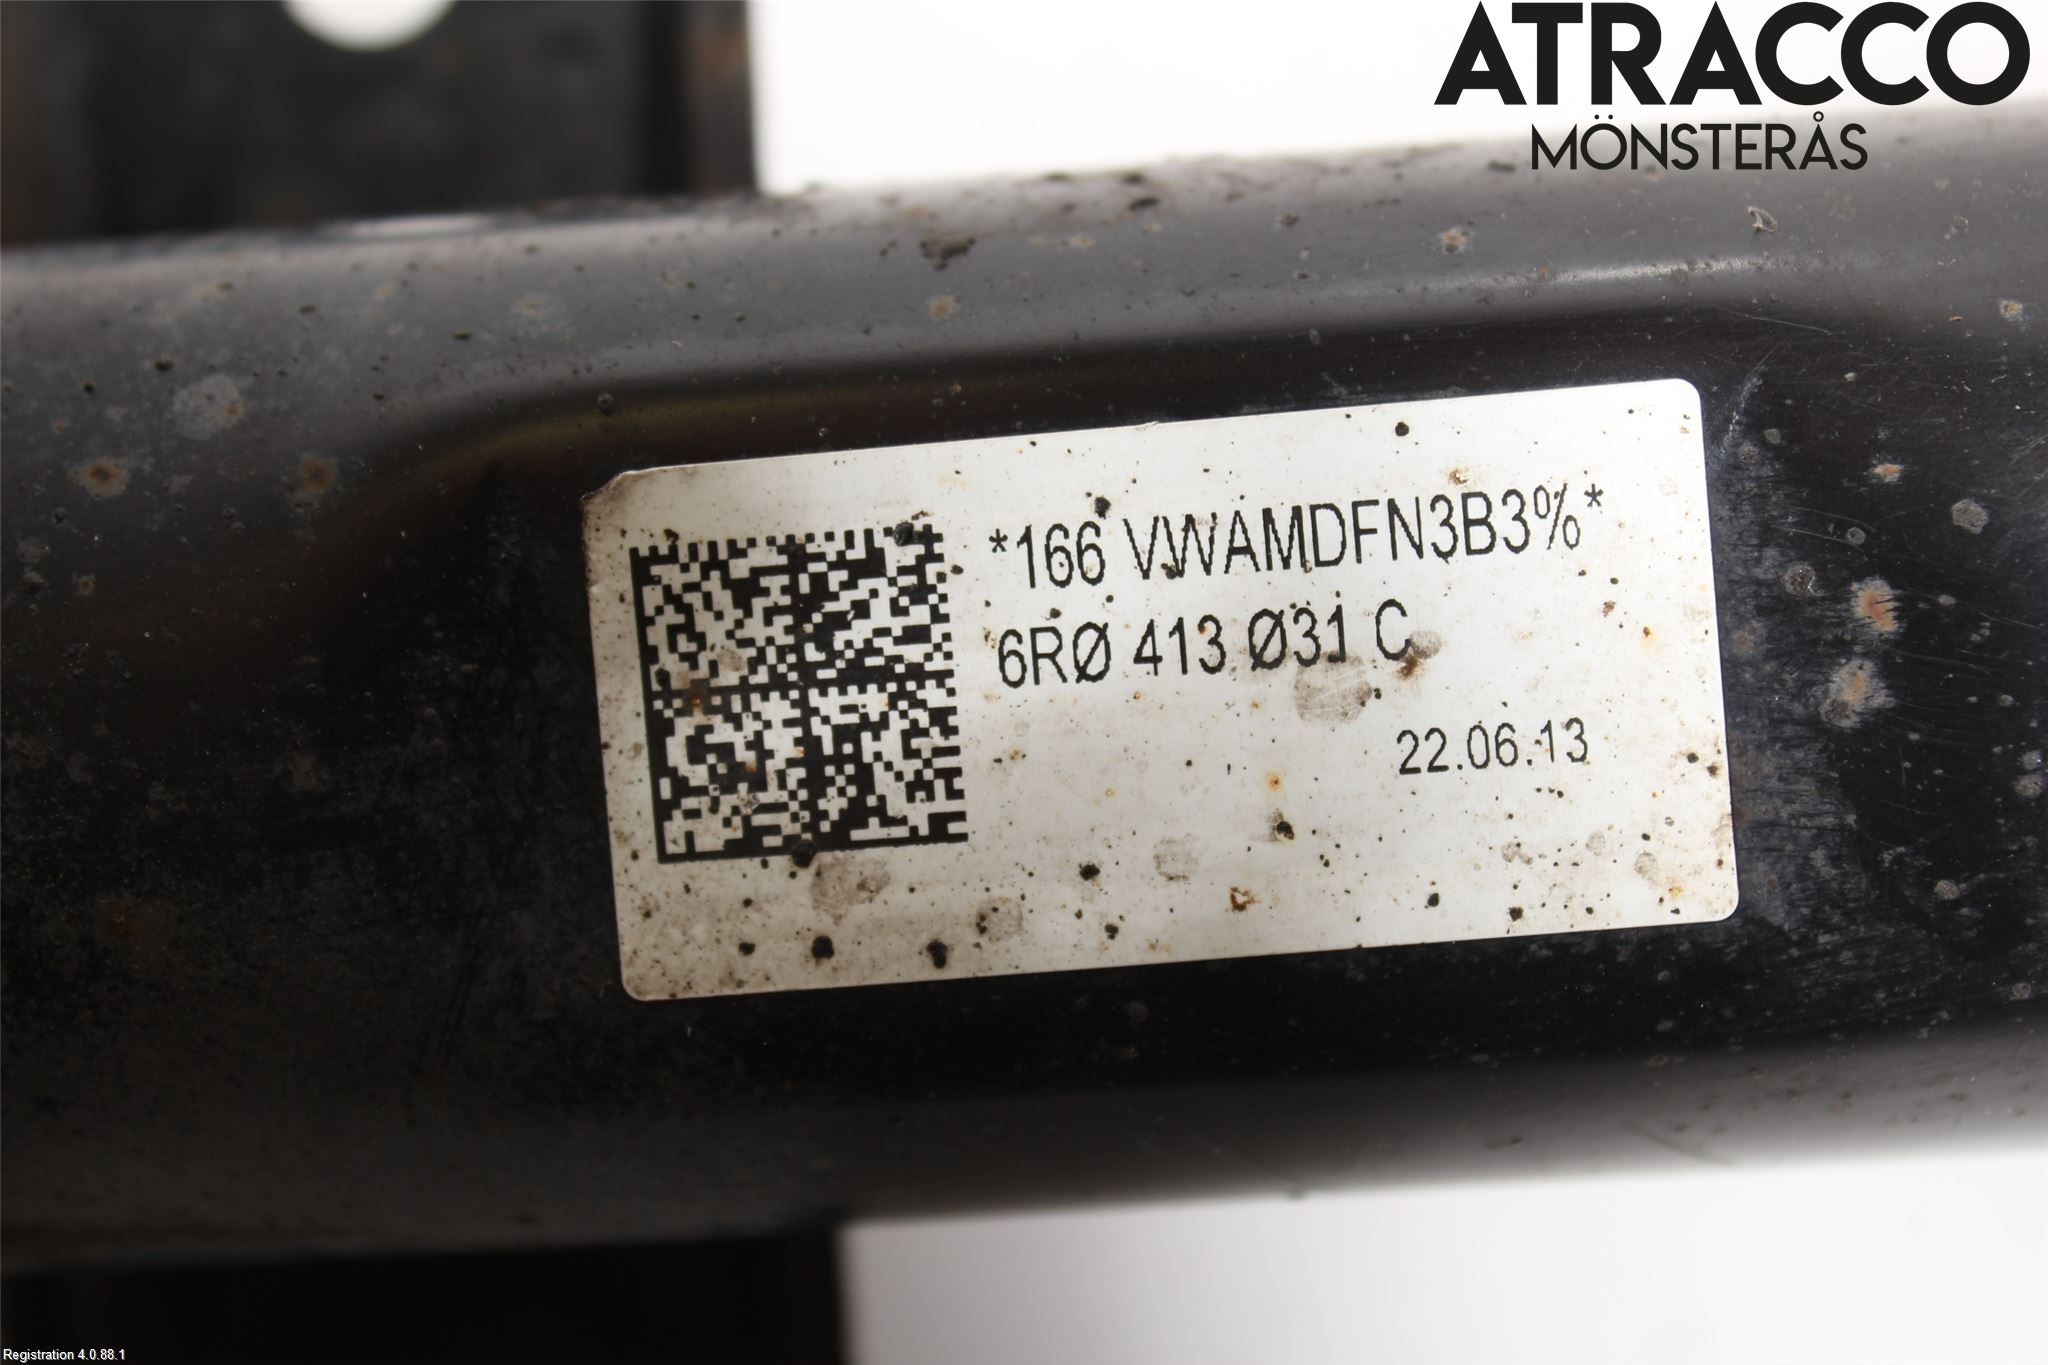 ATRACCO
MÖNSTERÅS
*166 VWAMDFN3B3%*
6RØ 413 Ø31 C
22.06.13
Registration 4.0.88.1